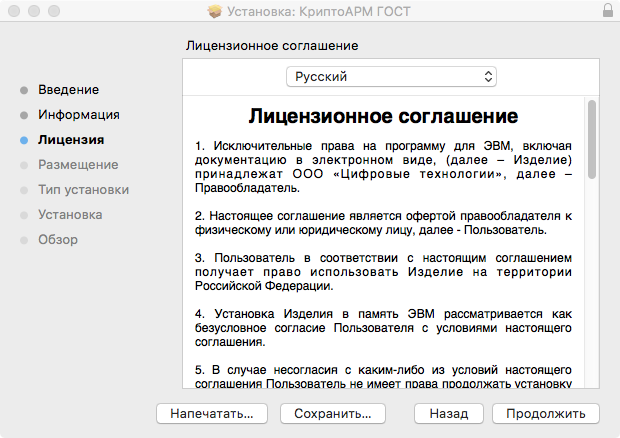 Установка: КриптоАРМ ГОСТ
Лицензионное соглашение
Введение
Информация
Лицензия
Размещение
Тип установки
Установка
Обзор
Русский
Лицензионное соглашение
1. Исключительные права на программу для ЭВМ, включая
документацию в электронном виде, (далее – Изделие)
принадлежат ООО «Цифровые технологии», далее –
Правообладатель.
2. Настоящее соглашение является офертой правообладателя к
физическому или юридическому лицу, далее - Пользователь.
3. Пользователь в соответствии с настоящим соглашением
получает право использовать Изделие на территории
Российской Федерации.
4. Установка Изделия в память ЭВМ рассматривается как
безусловное согласие Пользователя с условиями настоящего
соглашения.
5. В случае несогласия с каким-либо из условий настоящего
соглашения Пользователь не имеет права продолжать установку
Напечатать...
Сохранить...
Назад
Продолжить